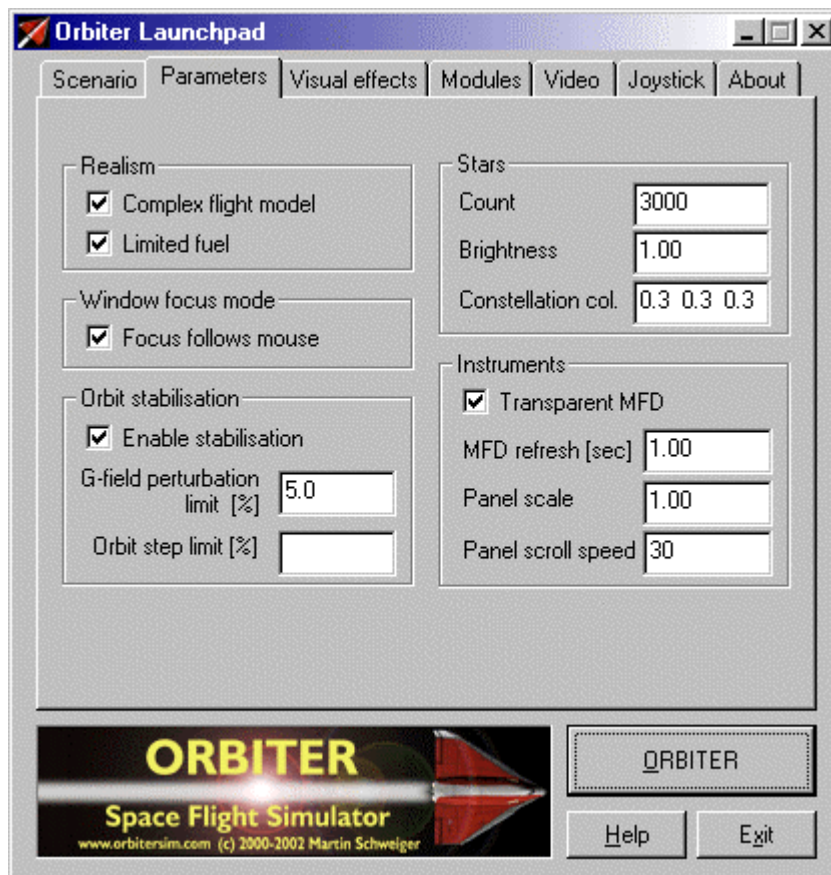 Orbiter Launchpad
Scenario Parameters Visual effects Modules Video Joystick About
Realism
Complex flight model
Limited fuel
Window focus mode
Focus follows mouse
Orbit stabilisation
Enable stabilisation
G-field perturbation
limit [%] 5.0
Orbit step limit [%]
Stars
Count 3000
Brightness 1.00
Constellation col. 0.3 0.3 0.3
Instruments
Transparent MFD
MFD refresh [sec] 1.00
Panel scale 1.00
Panel scroll speed 30
ORBITER
Space Flight Simulator
www.orbitersim.com (c) 2000-2002 Martin Schweiger
ORBITER
Help Exit